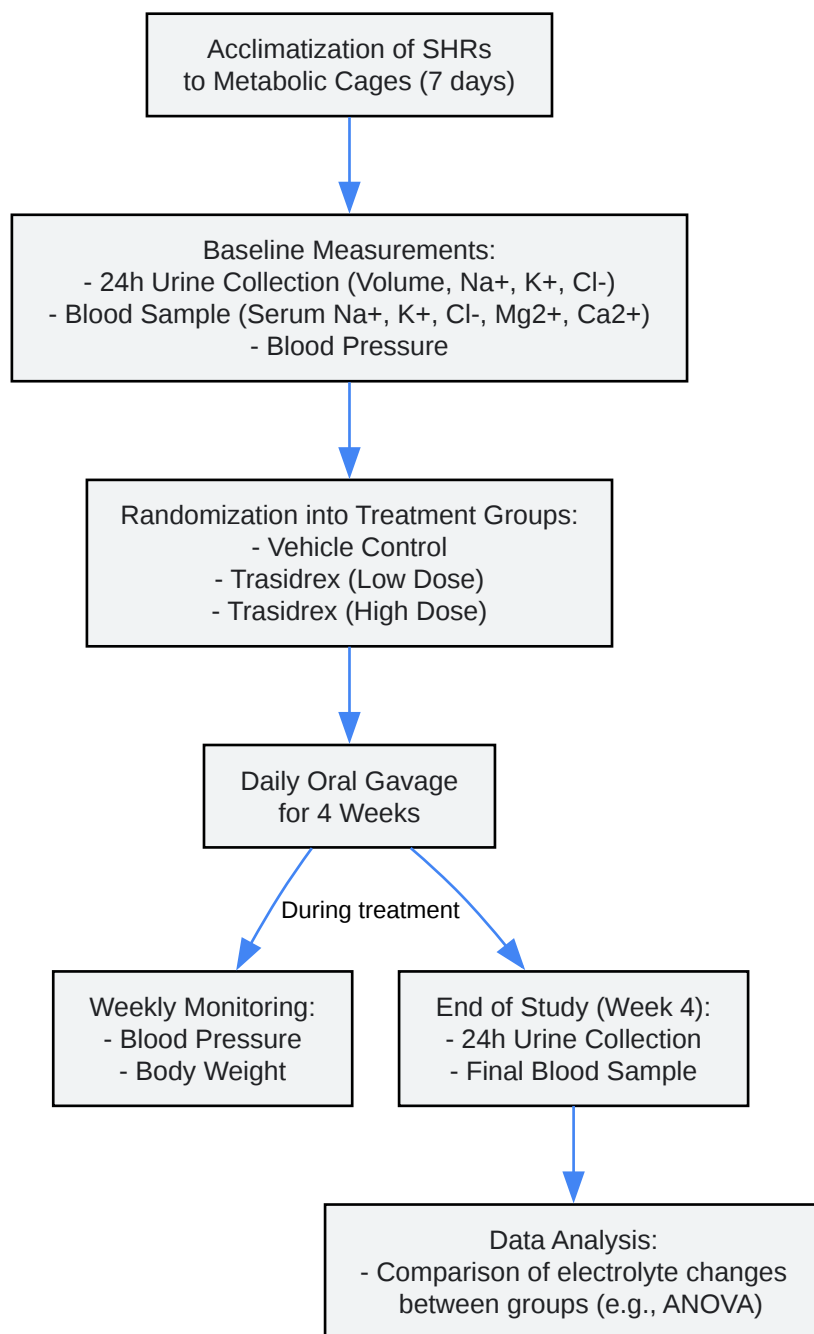 Acclimatization of SHRs
to Metabolic Cages (7 days)
Baseline Measurements:
- 24h Urine Collection (Volume, Na+, K+, Cl-)
- Blood Sample (Serum Na+, K+, Cl-, Mg2+, Ca2+)
- Blood Pressure
Randomization into Treatment Groups:
- Vehicle Control
- Trasidrex (Low Dose)
- Trasidrex (High Dose)
Daily Oral Gavage
for 4 Weeks
During treatment
Weekly Monitoring:
- Blood Pressure
- Body Weight
End of Study (Week 4):
- 24h Urine Collection
- Final Blood Sample
Data Analysis:
- Comparison of electrolyte changes
between groups (e.g., ANOVA)